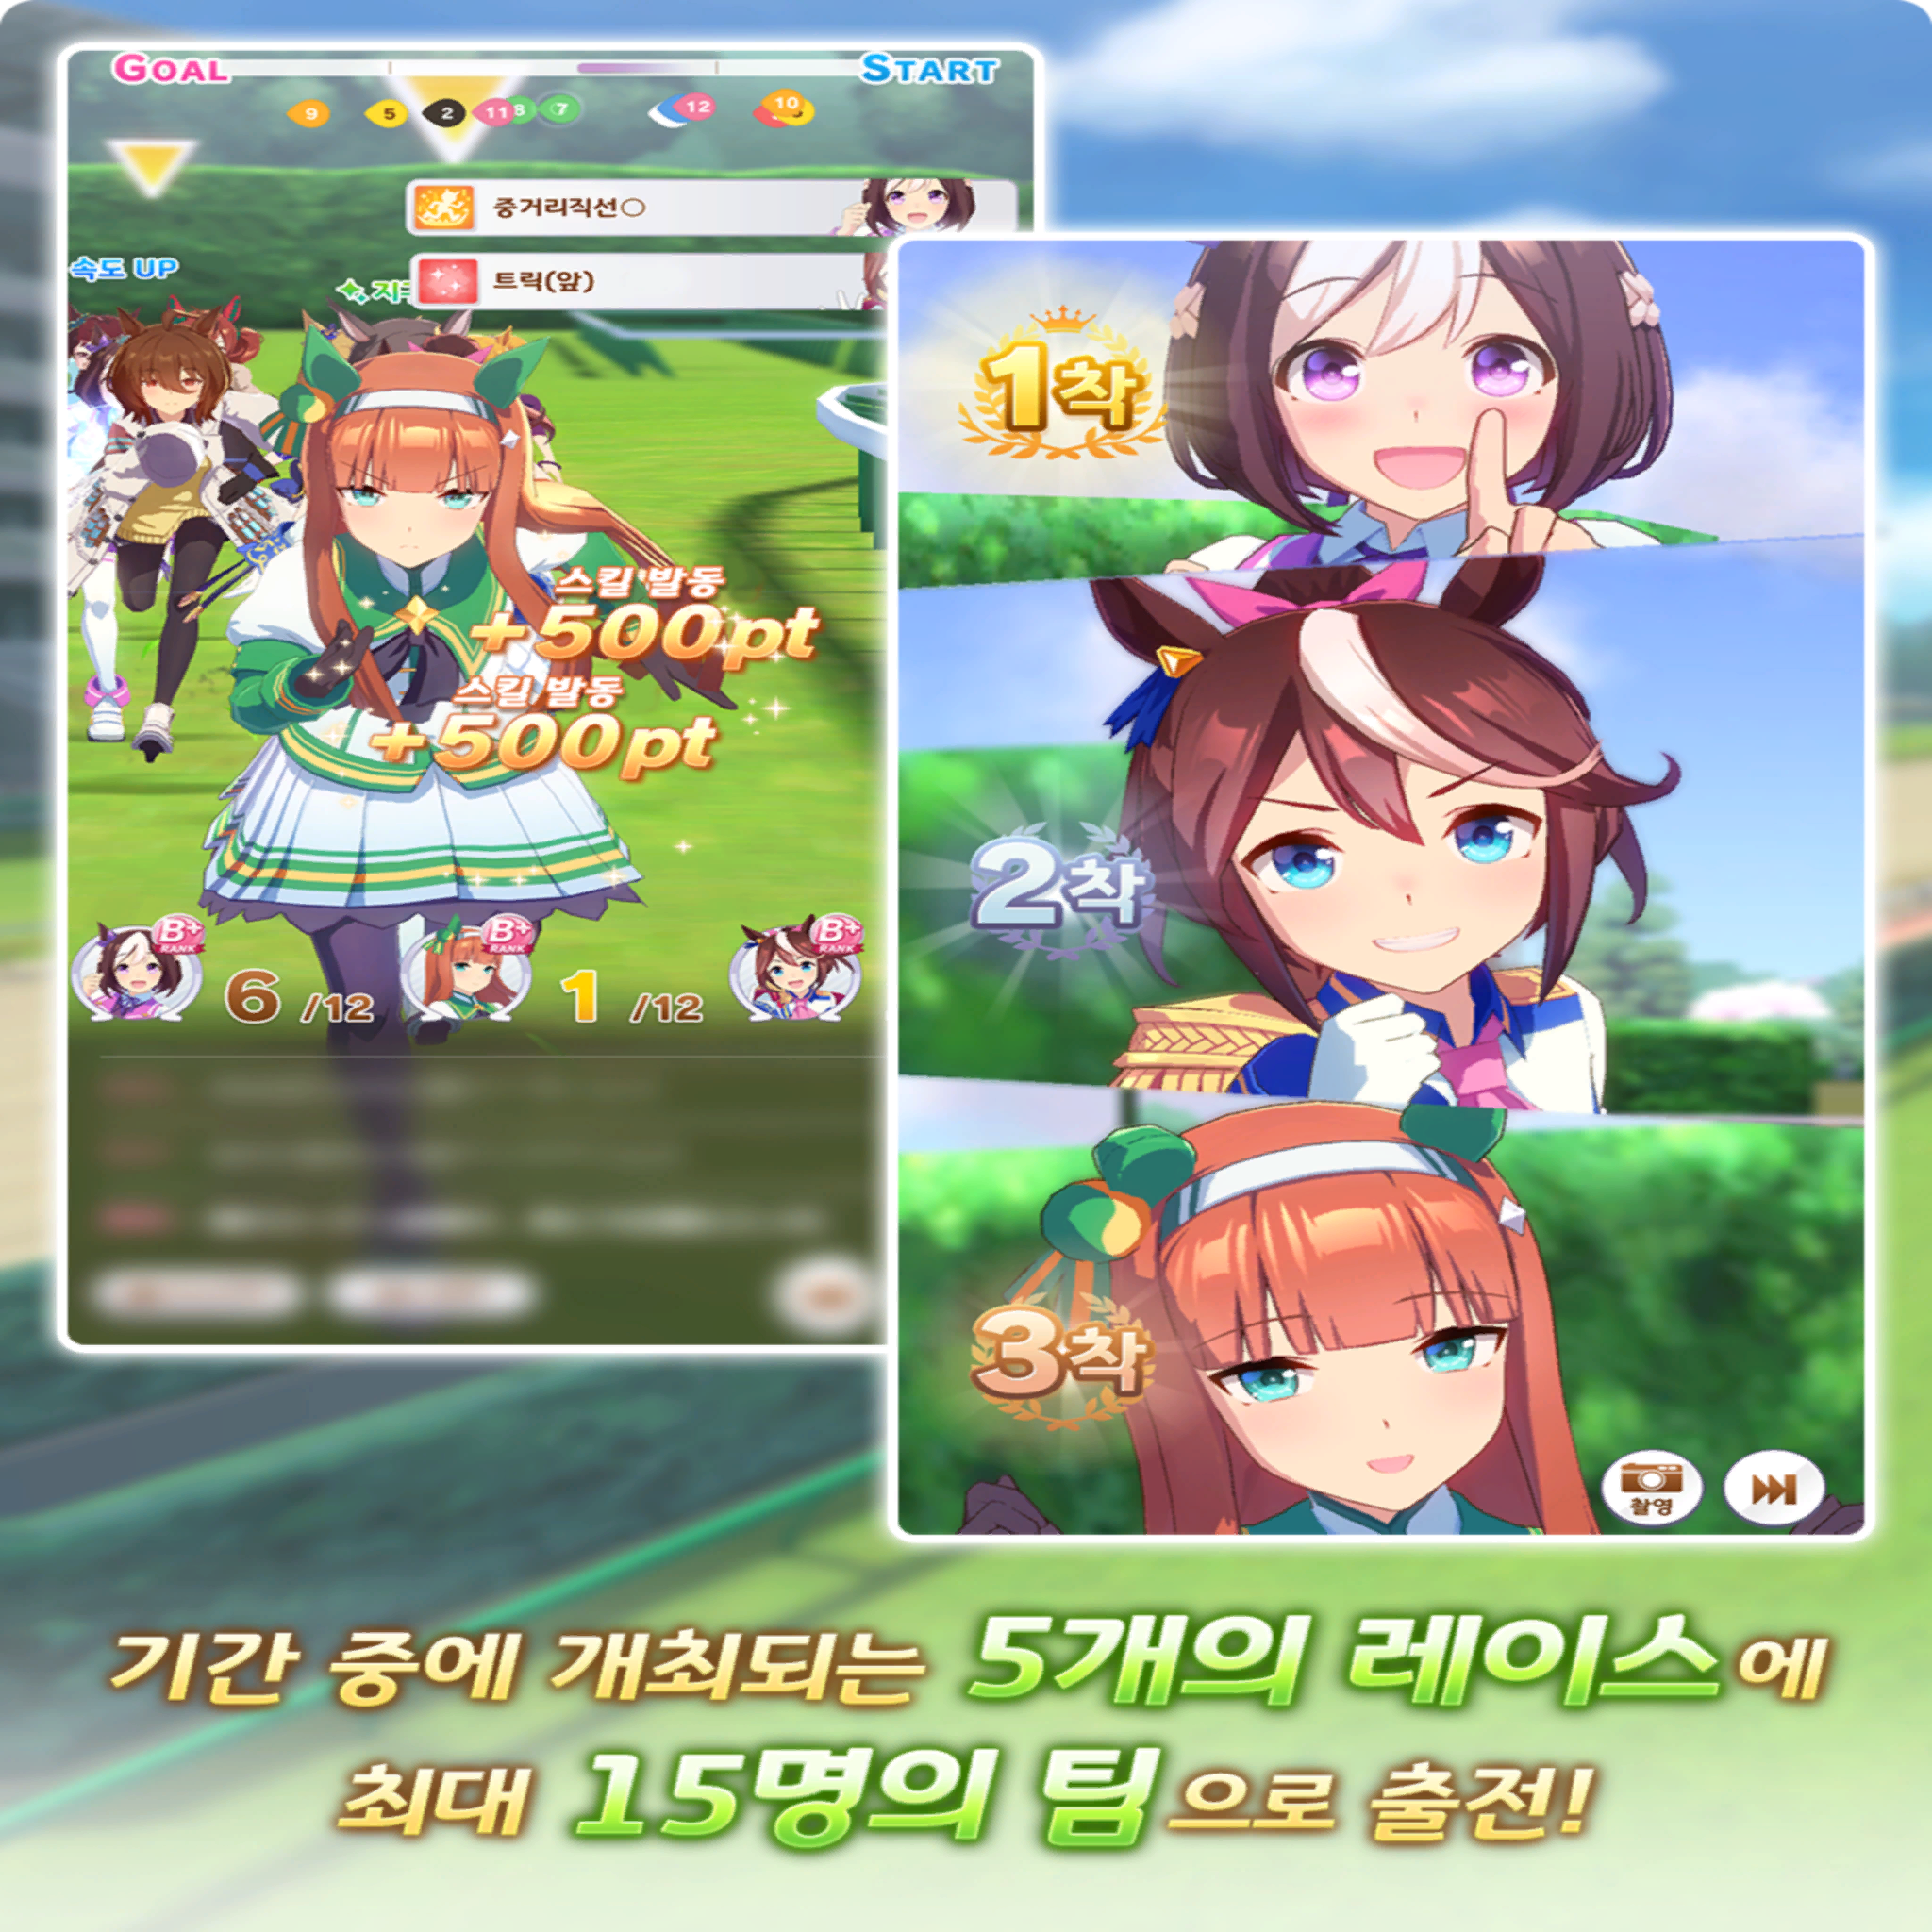 GOAL START
9 5 2 11 8 7 12 10
중거리직선○
트릭(앞)
속도 UP
스킬 발동
+500pt
스킬 발동
+500pt
B+ RANK
6 /12
B+ RANK
1 /12
B+ RANK
1착
2착
3착
촬영
기간 중에 개최되는 5개의 레이스에
최대 15명의 팀으로 출전!